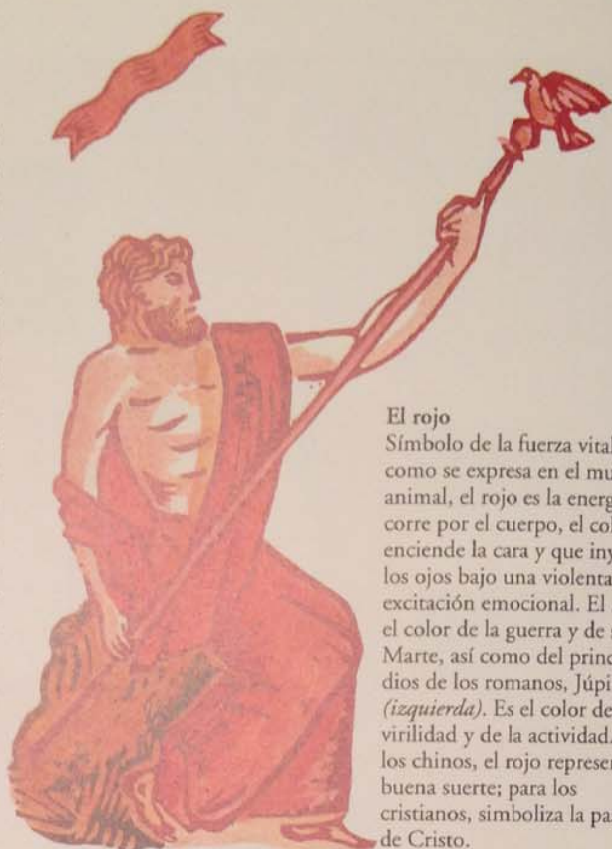 El rojo
Símbolo de la fuerza vital
como se expresa en el
animal, el rojo es la
corre por el cuerpo, el
enciende la cara y que
los ojos bajo una violenta
excitación emocional. El
el color de la guerra y de
Marte, así como del
dios de los romanos,
(izquierda). Es el color de
virilidad y de la actividad.
los chinos, el rojo
buena suerte; para los
cristianos, simboliza la
de Cristo.